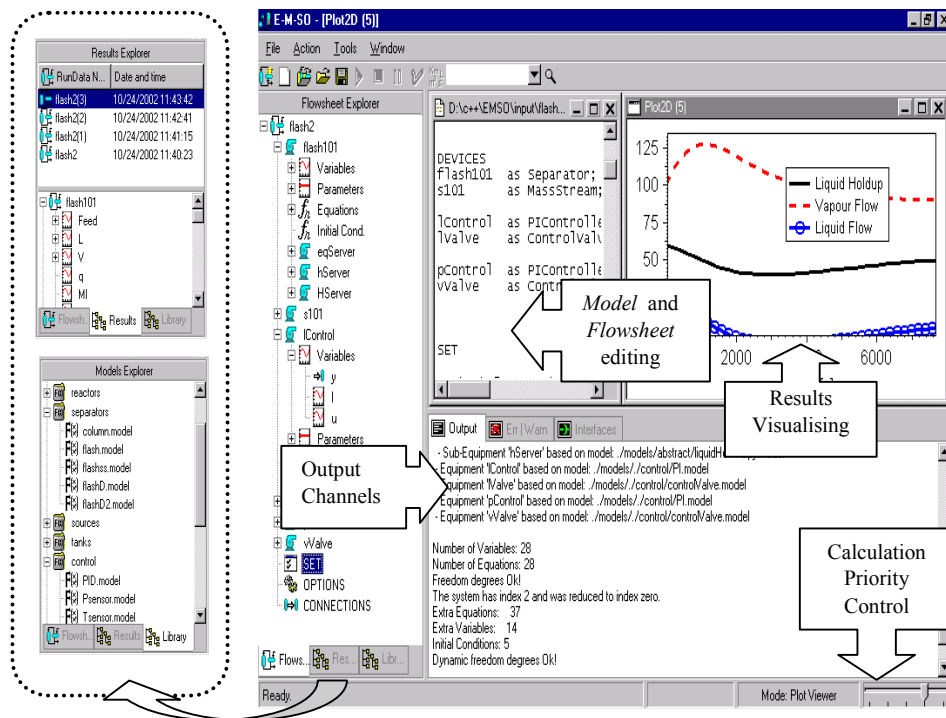 Results Explorer
RunData N... Date and time
flash2(3) 10/24/2002 11:43:42
flash2(2) 10/24/2002 11:42:41
flash2(1) 10/24/2002 11:41:15
flash2 10/24/2002 11:40:23
flash101
Feed
L
V
q
Ml
Flowsh... Results Library
Models Explorer
reactors
separators
column.model
flash.model
flashss.model
flashD.model
flashD2.model
sources
tanks
control
PID.model
Psensor.model
Tsensor.model
Flowsh... Results Library
E-M-SO - [Plot2D (5)]
File Action Tools Window
Flowsheet Explorer
flash2
flash101
Variables
Parameters
Equations
Initial Cond.
eqServer
hServer
HServer
s101
lControl
Variables
y
l
u
Parameters
vValve
SET
OPTIONS
CONNECTIONS
Flows... Res... Libr...
D:\c++\EMSO\input\flash...
DEVICES
flash101 as Separator;
s101 as MassStream;
lControl as PIControlle
lValve as ControlVal
pControl as PIControlle
vValve as Cont
SET
Model and
Flowsheet
editing
Plot2D (5)
125
100
75
50
Liquid Holdup
Vapour Flow
Liquid Flow
2000
6000
Results
Visualising
Output Err|Warn Interfaces
- Sub-Equipment 'hServer' based on model: ./models/abstract/liquidH
- Equipment 'lControl' based on model: ./models/./control/PI.model
Equipment 'lValve' based on model: ./models/./control/controlValve.model
Equipment 'pControl' based on model: ./models/./control/PI.model
- Equipment 'vValve' based on model: ./models/./control/controlValve.model
Number of Variables: 28
Number of Equations: 28
Freedom degrees Ok!
The system has index 2 and was reduced to index zero.
Extra Equations: 37
Extra Variables: 14
Initial Conditions: 5
Dynamic freedom degrees Ok!
Output
Channels
Calculation
Priority
Control
Ready.
Mode: Plot Viewer